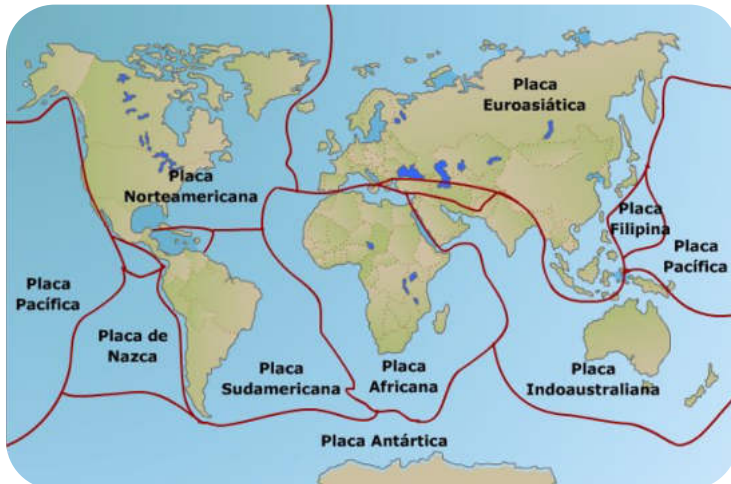 Placa
Euroasiática
Placa
Norteamericana
Placa
Filipina
Placa
Pacífica
Placa
Pacífica
Placa de
Nazca
Placa
Sudamericana
Placa
Africana
Placa
Indoaustraliana
Placa Antártica